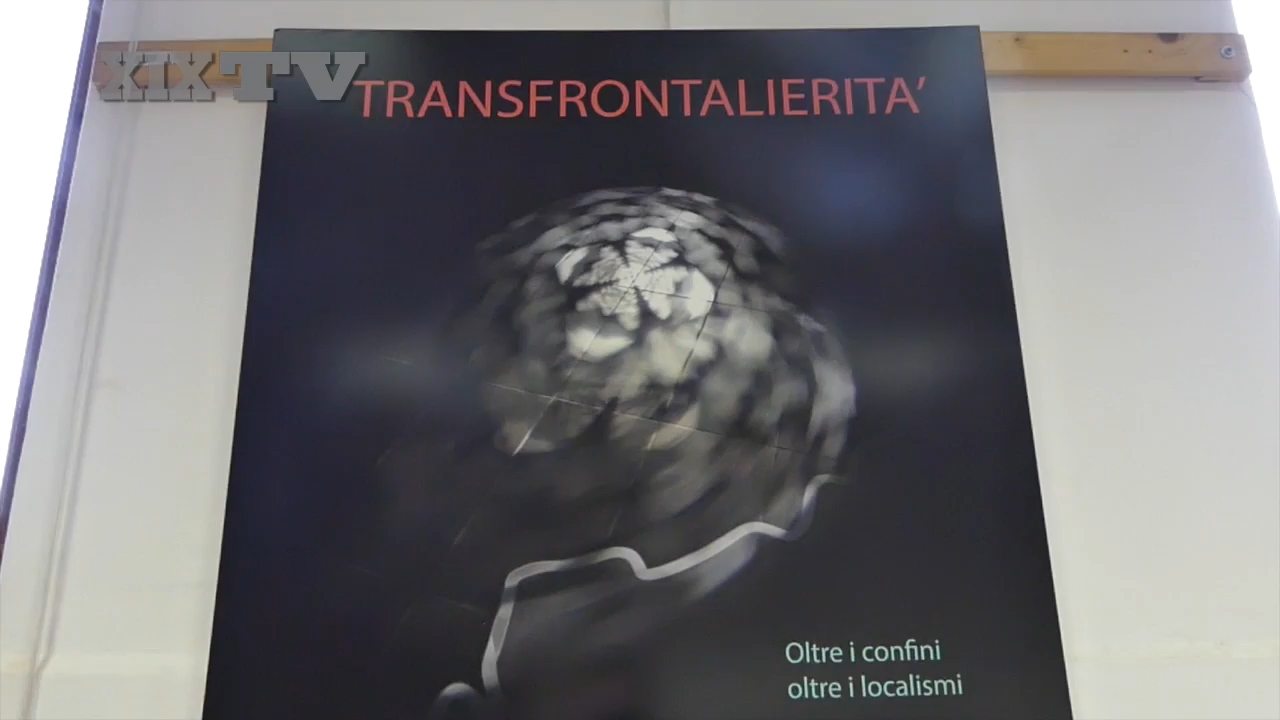 XIXTV
TRANSFRONTALIERITA'
Oltre i confini
oltre i localismi